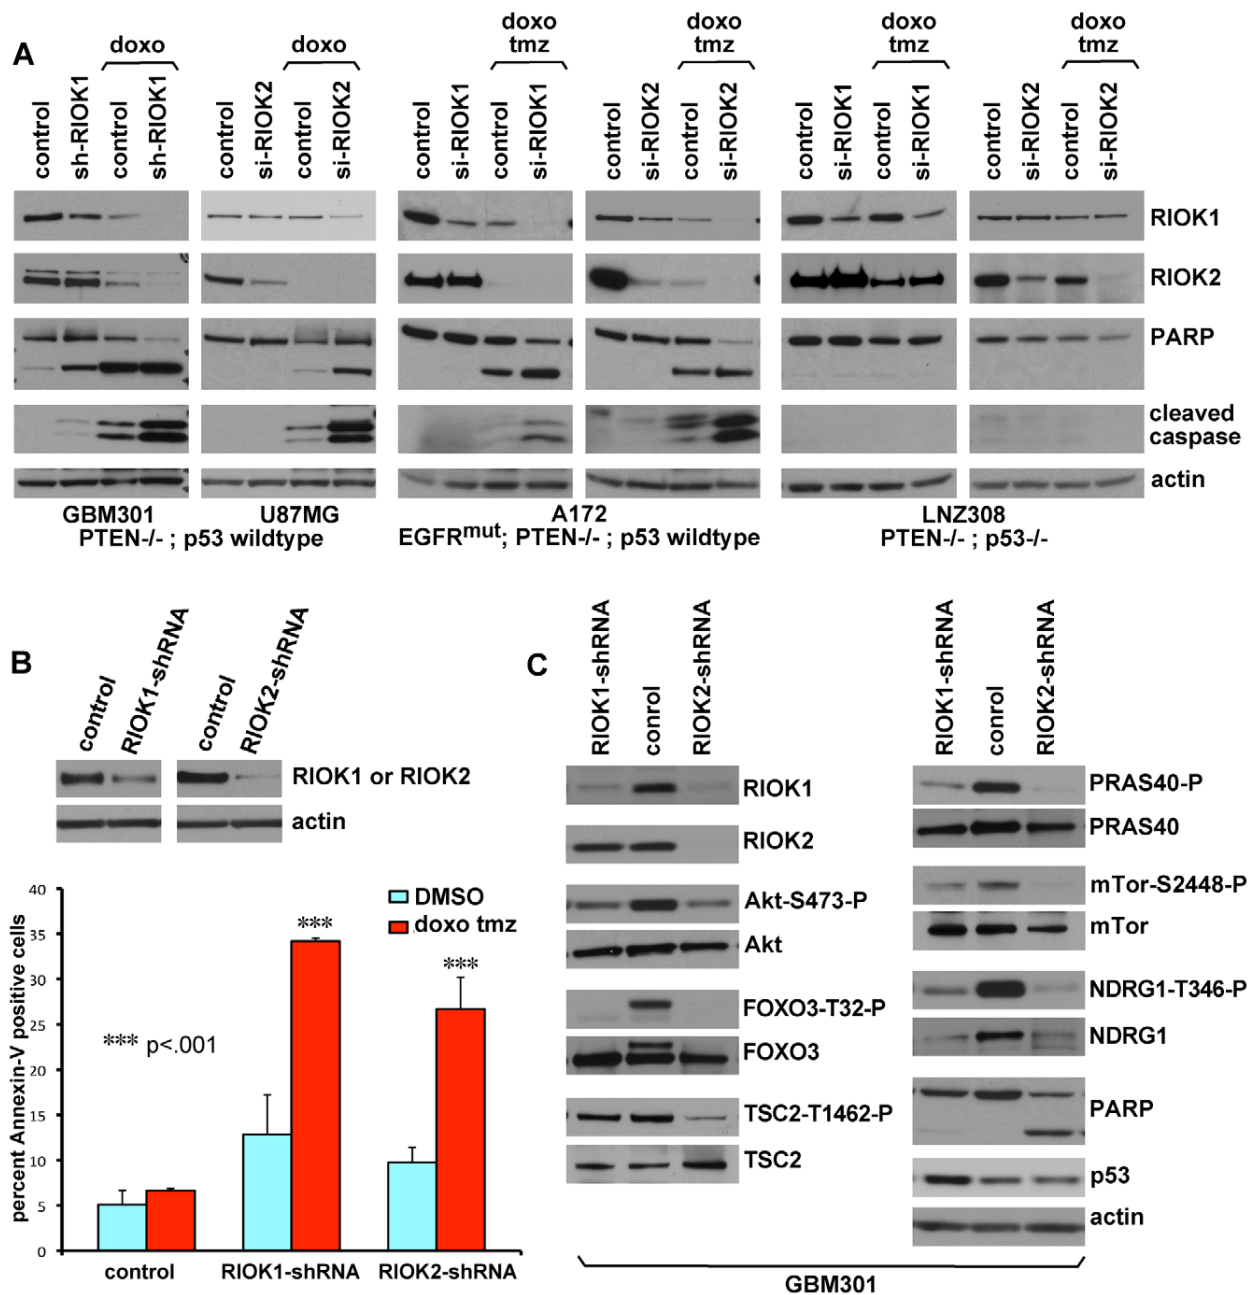 A
doxo
doxo
doxo
tmz
doxo
tmz
doxo
tmz
doxo
tmz
control
sh-RIOK1
control
sh-RIOK1
control
si-RIOK2
control
si-RIOK2
control
si-RIOK1
control
si-RIOK1
control
si-RIOK2
control
si-RIOK2
control
si-RIOK1
control
si-RIOK1
control
si-RIOK2
control
si-RIOK2
RIOK1
RIOK2
PARP
cleaved
caspase
actin
GBM301
U87MG
PTEN-/- ; p53 wildtype
A172
EGFRmut; PTEN-/- ; p53 wildtype
LNZ308
PTEN-/- ; p53-/-
B
control
RIOK1-shRNA
control
RIOK2-shRNA
RIOK1 or RIOK2
actin
percent Annexin-V positive cells
40
35
30
25
20
15
10
5
0
DMSO
doxo tmz
***
***
*** p<.001
control
RIOK1-shRNA
RIOK2-shRNA
C
RIOK1-shRNA
conrol
RIOK2-shRNA
RIOK1
RIOK2
Akt-S473-P
Akt
FOXO3-T32-P
FOXO3
TSC2-T1462-P
TSC2
RIOK1-shRNA
conrol
RIOK2-shRNA
PRAS40-P
PRAS40
mTor-S2448-P
mTor
NDRG1-T346-P
NDRG1
PARP
p53
actin
GBM301